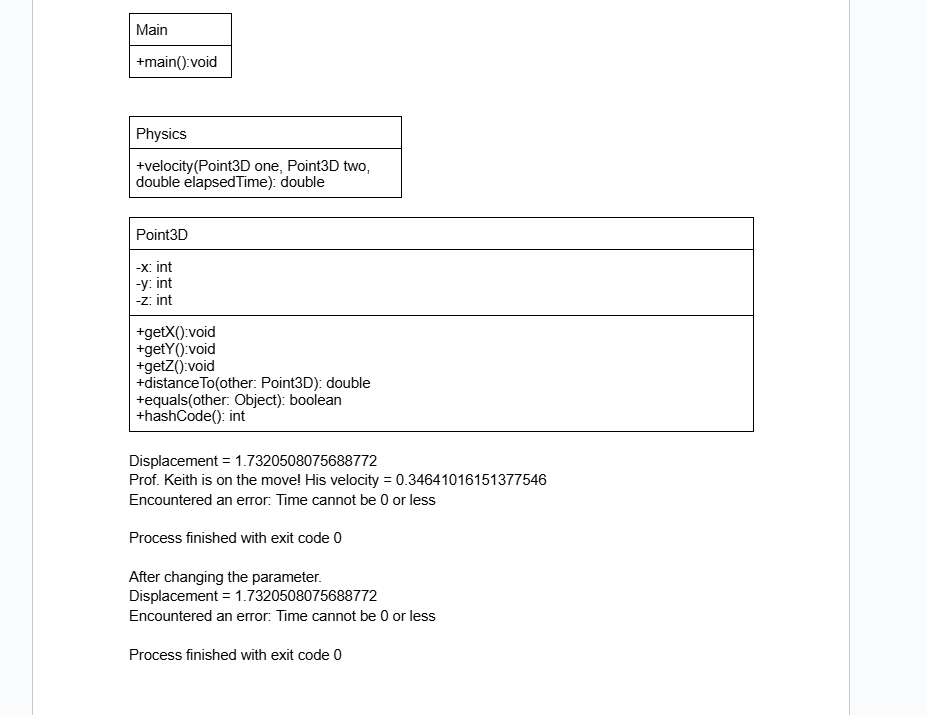 Main
+main():void
Physics
+velocity(Point3D one, Point3D two,
double elapsedTime): double
Point3D
-x: int
-y: int
-z: int
+getX():void
+getY():void
+getZ():void
+distanceTo(other: Point3D): double
+equals(other: Object): boolean
+hashCode(): int
Displacement = 1.7320508075688772
Prof. Keith is on the move! His velocity = 0.34641016151377546
Encountered an error: Time cannot be 0 or less
Process finished with exit code 0
After changing the parameter.
Displacement = 1.7320508075688772
Encountered an error: Time cannot be 0 or less
Process finished with exit code 0